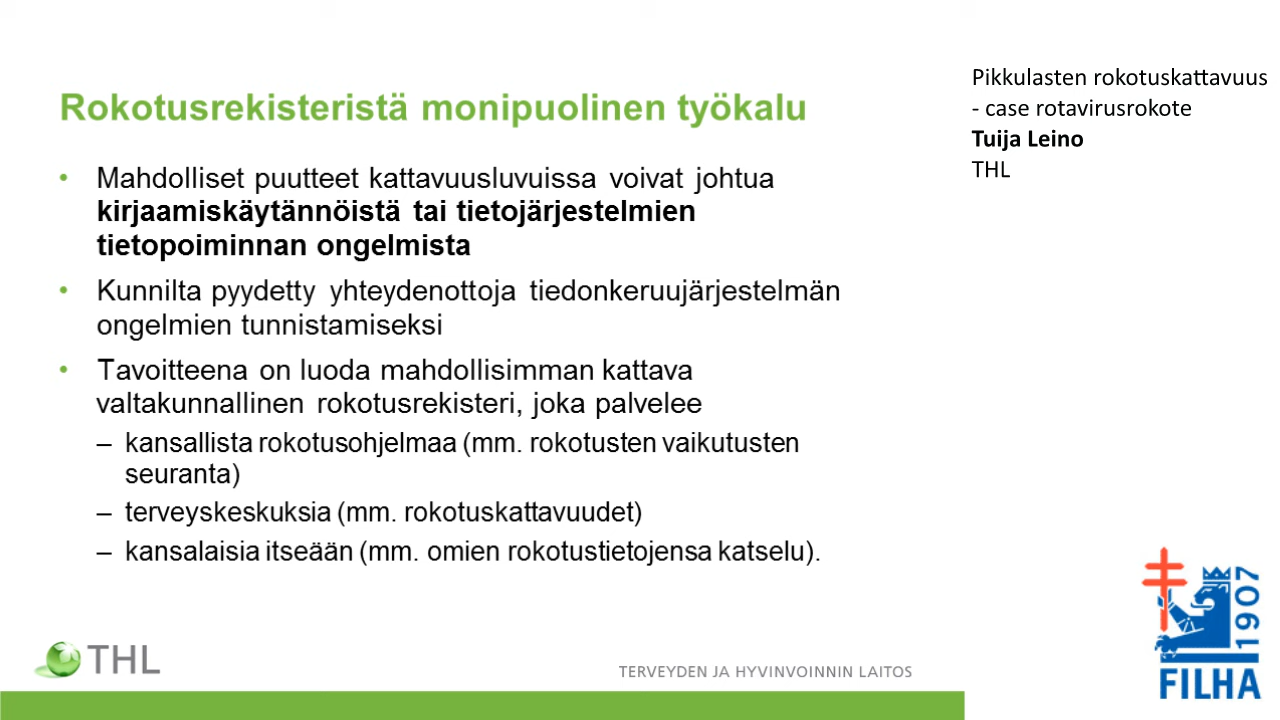 Rokotusrekisteristä monipuolinen työkalu
• Mahdolliset puutteet kattavuusluvuissa voivat johtua
kirjaamiskäytännöistä tai tietojärjestelmien
tietopoiminnan ongelmista
• Kunnilta pyydetty yhteydenottoja tiedonkeruujärjestelmän
ongelmien tunnistamiseksi
• Tavoitteena on luoda mahdollisimman kattava
valtakunnallinen rokotusrekisteri, joka palvelee
– kansallista rokotusohjelmaa (mm. rokotusten vaikutusten
seuranta)
– terveyskeskuksia (mm. rokotuskattavuudet)
– kansalaisia itseään (mm. omien rokotustietojensa katselu).
THL
TERVEYDEN JA HYVINVOINNIN LAITOS
Pikkulasten rokotuskattavuus
- case rotavirusrokote
Tuija Leino
THL
1907
FILHA